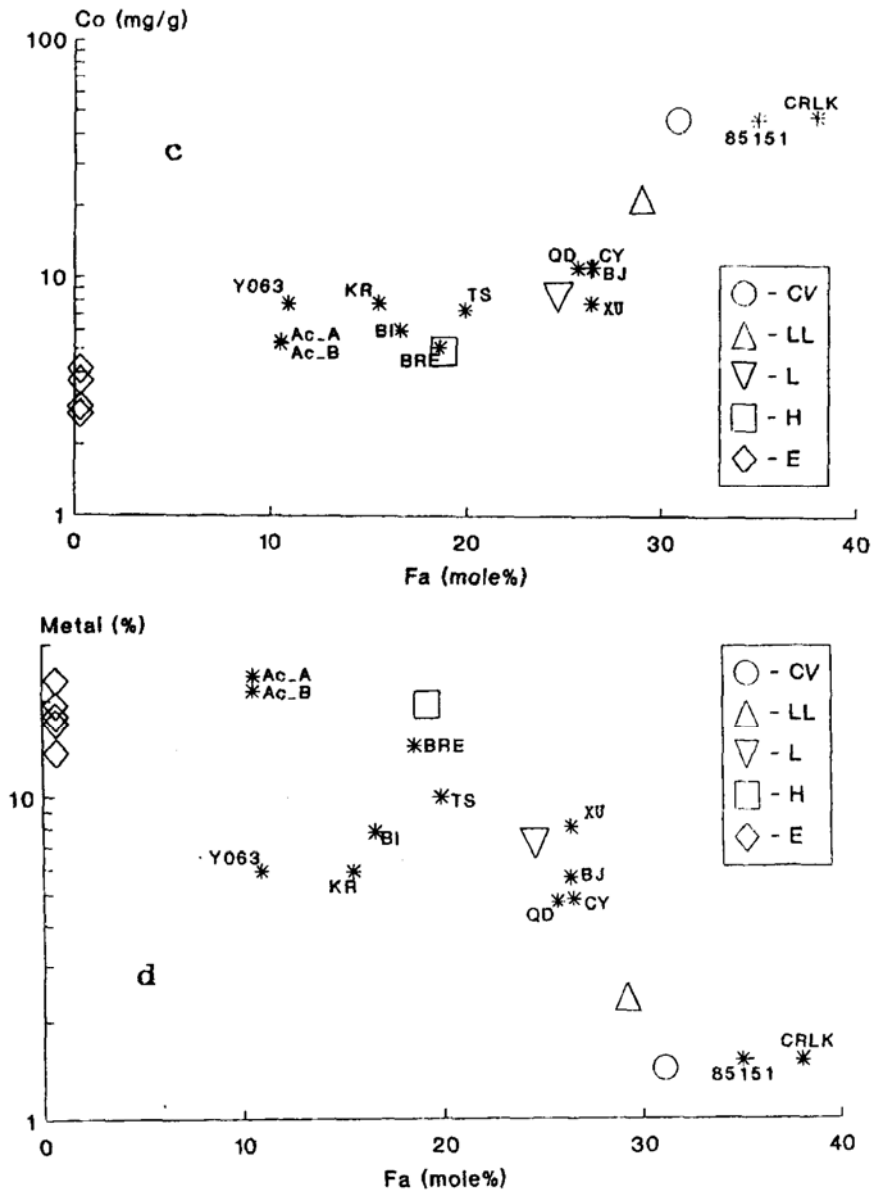 Co (mg/g)
100
CRLK
85151
c
10
QD CY
BJ
Y063 KR TS XU
Ac_A BI
Ac_B BRE
○ - CV
△ - LL
▽ - L
□ - H
◇ - E
1
0 10 20 30 40
Fa (mole%)
Metal (%)
Ac_A
Ac_B
BRE
○ - CV
△ - LL
▽ - L
□ - H
◇ - E
10
TS XU
BI
Y063 KR BJ
QD CY
d
CRLK
85151
1
0 10 20 30 40
Fa (mole%)